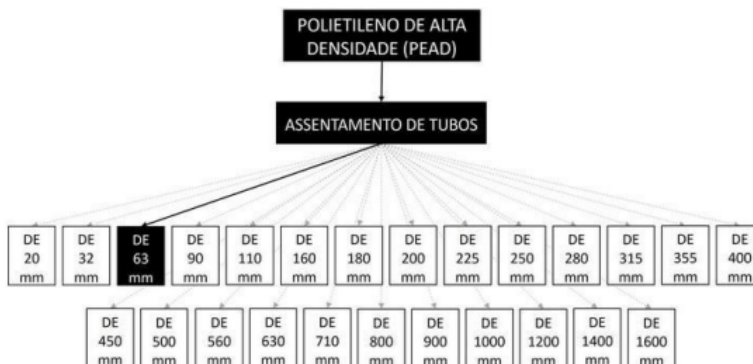 POLIETILENO DE ALTA
DENSIDADE (PEAD)
ASSENTAMENTO DE TUBOS
DE 20 mm
DE 32 mm
DE 63 mm
DE 90 mm
DE 110 mm
DE 160 mm
DE 180 mm
DE 200 mm
DE 225 mm
DE 250 mm
DE 280 mm
DE 315 mm
DE 355 mm
DE 400 mm
DE 450 mm
DE 500 mm
DE 560 mm
DE 630 mm
DE 710 mm
DE 800 mm
DE 900 mm
DE 1000 mm
DE 1200 mm
DE 1400 mm
DE 1600 mm